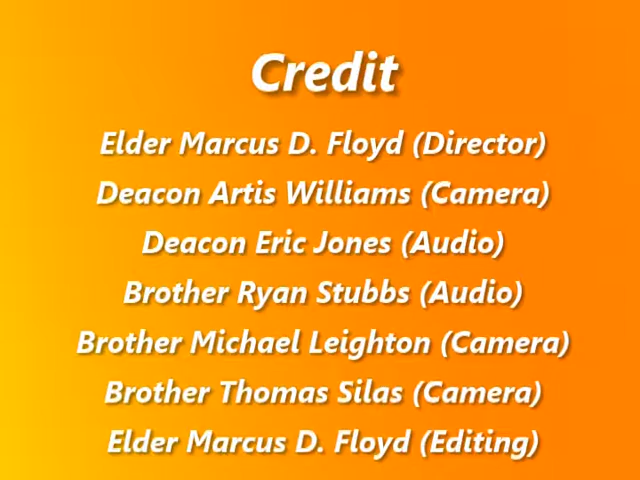 Credit
Elder Marcus D. Floyd (Director)
Deacon Artis Williams (Camera)
Deacon Eric Jones (Audio)
Brother Ryan Stubbs (Audio)
Brother Michael Leighton (Camera)
Brother Thomas Silas (Camera)
Elder Marcus D. Floyd (Editing)